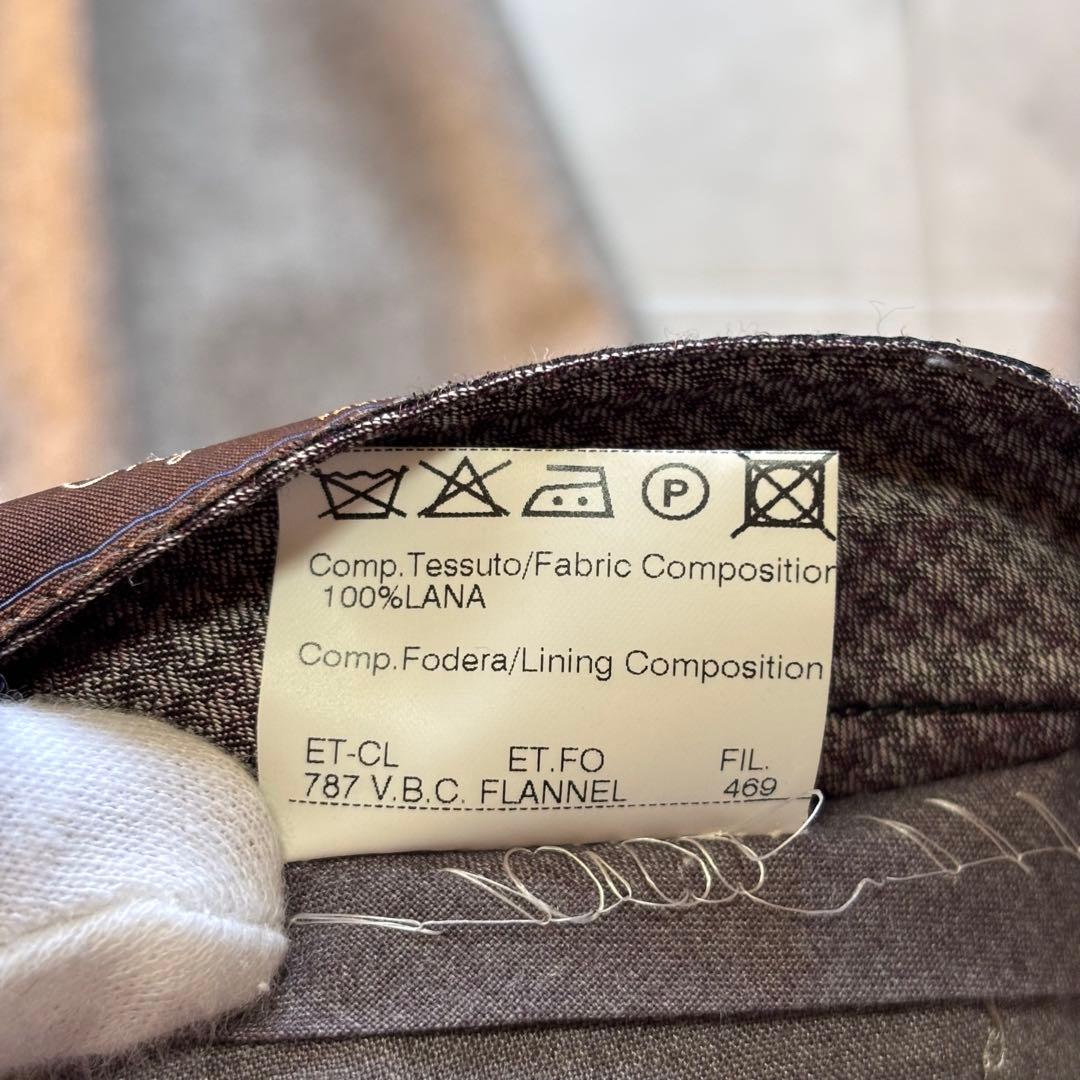 P
Comp.Tessuto/Fabric Composition
100%LANA
Comp.Fodera/Lining Composition
ET-CL ET.FO FIL.
787 V.B.C. FLANNEL 469